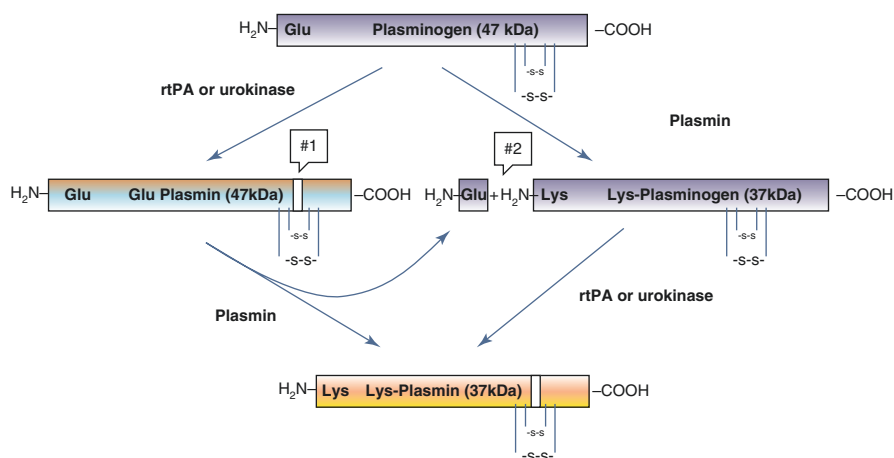 H2N– Glu Plasminogen (47 kDa) –COOH
-s-s
-s-s-
rtPA or urokinase
Plasmin
#1
#2
H2N– Glu Glu Plasmin (47kDa) –COOH
H2N– Glu + H2N– Lys Lys-Plasminogen (37kDa) –COOH
-s-s
-s-s-
-s-s
-s-s-
Plasmin
rtPA or urokinase
H2N– Lys Lys-Plasmin (37kDa) –COOH
-s-s
-s-s-